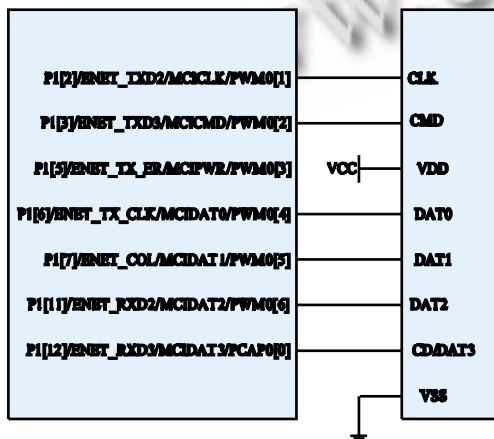 P1[2]/ENET_TXD2/MCICLK/PWM0[1] CLK
P1[3]/ENET_TXD3/MCICMD/PWM0[2] CMD
P1[5]/ENET_TX_ER/MCIPWR/PWM0[3] VCC VDD
P1[6]/ENET_TX_CLK/MCIDAT0/PWM0[4] DAT0
P1[7]/ENET_COL/MCIDAT1/PWM0[5] DAT1
P1[11]/ENET_RXD2/MCIDAT2/PWM0[6] DAT2
P1[12]/ENET_RXD3/MCIDAT3/PCAP0[0] CD/DAT3
VSS